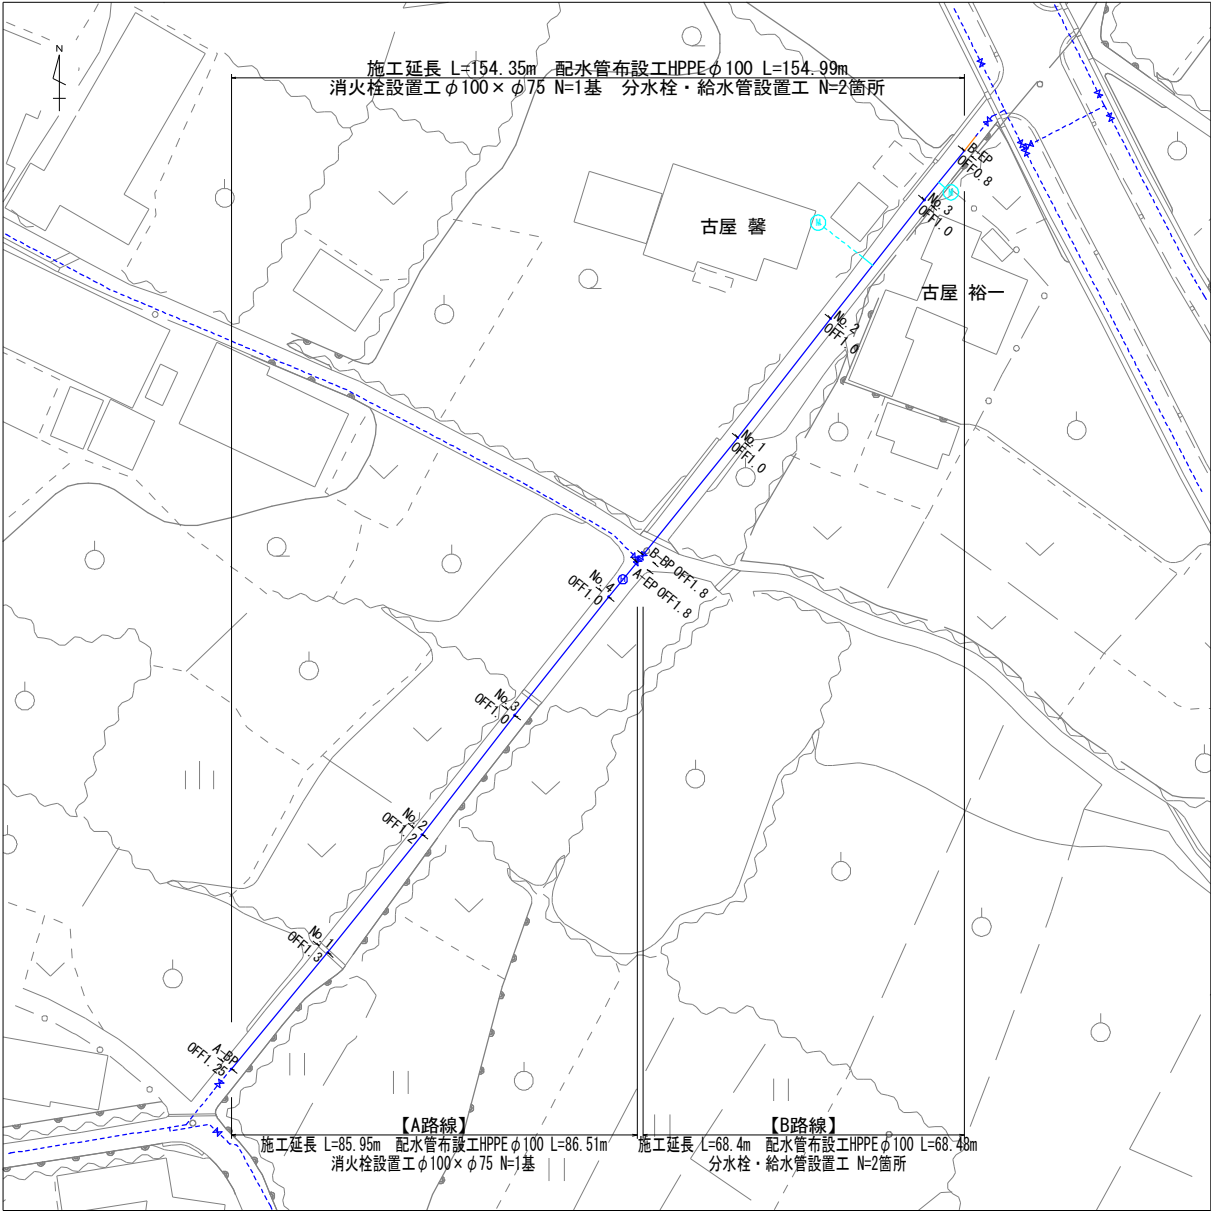 N
施工延長 L=154.35m 配水管布設工HPPEφ100 L=154.99m
消火栓設置工φ100×φ75 N=1基 分水栓・給水管設置工 N=2箇所
B-EP
OFF0.8
No.3
OFF1.0
古屋 馨
古屋 裕一
No.2
OFF1.0
No.1
OFF1.0
B-BP OFF1.8
A-EP OFF1.8
No.4
OFF1.0
No.3
OFF1.0
No.2
OFF1.2
No.1
OFF1.3
A-BP
OFF1.25
【A路線】
施工延長 L=85.95m 配水管布設工HPPEφ100 L=86.51m
消火栓設置工φ100×φ75 N=1基
【B路線】
施工延長 L=68.4m 配水管布設工HPPEφ100 L=68.48m
分水栓・給水管設置工 N=2箇所